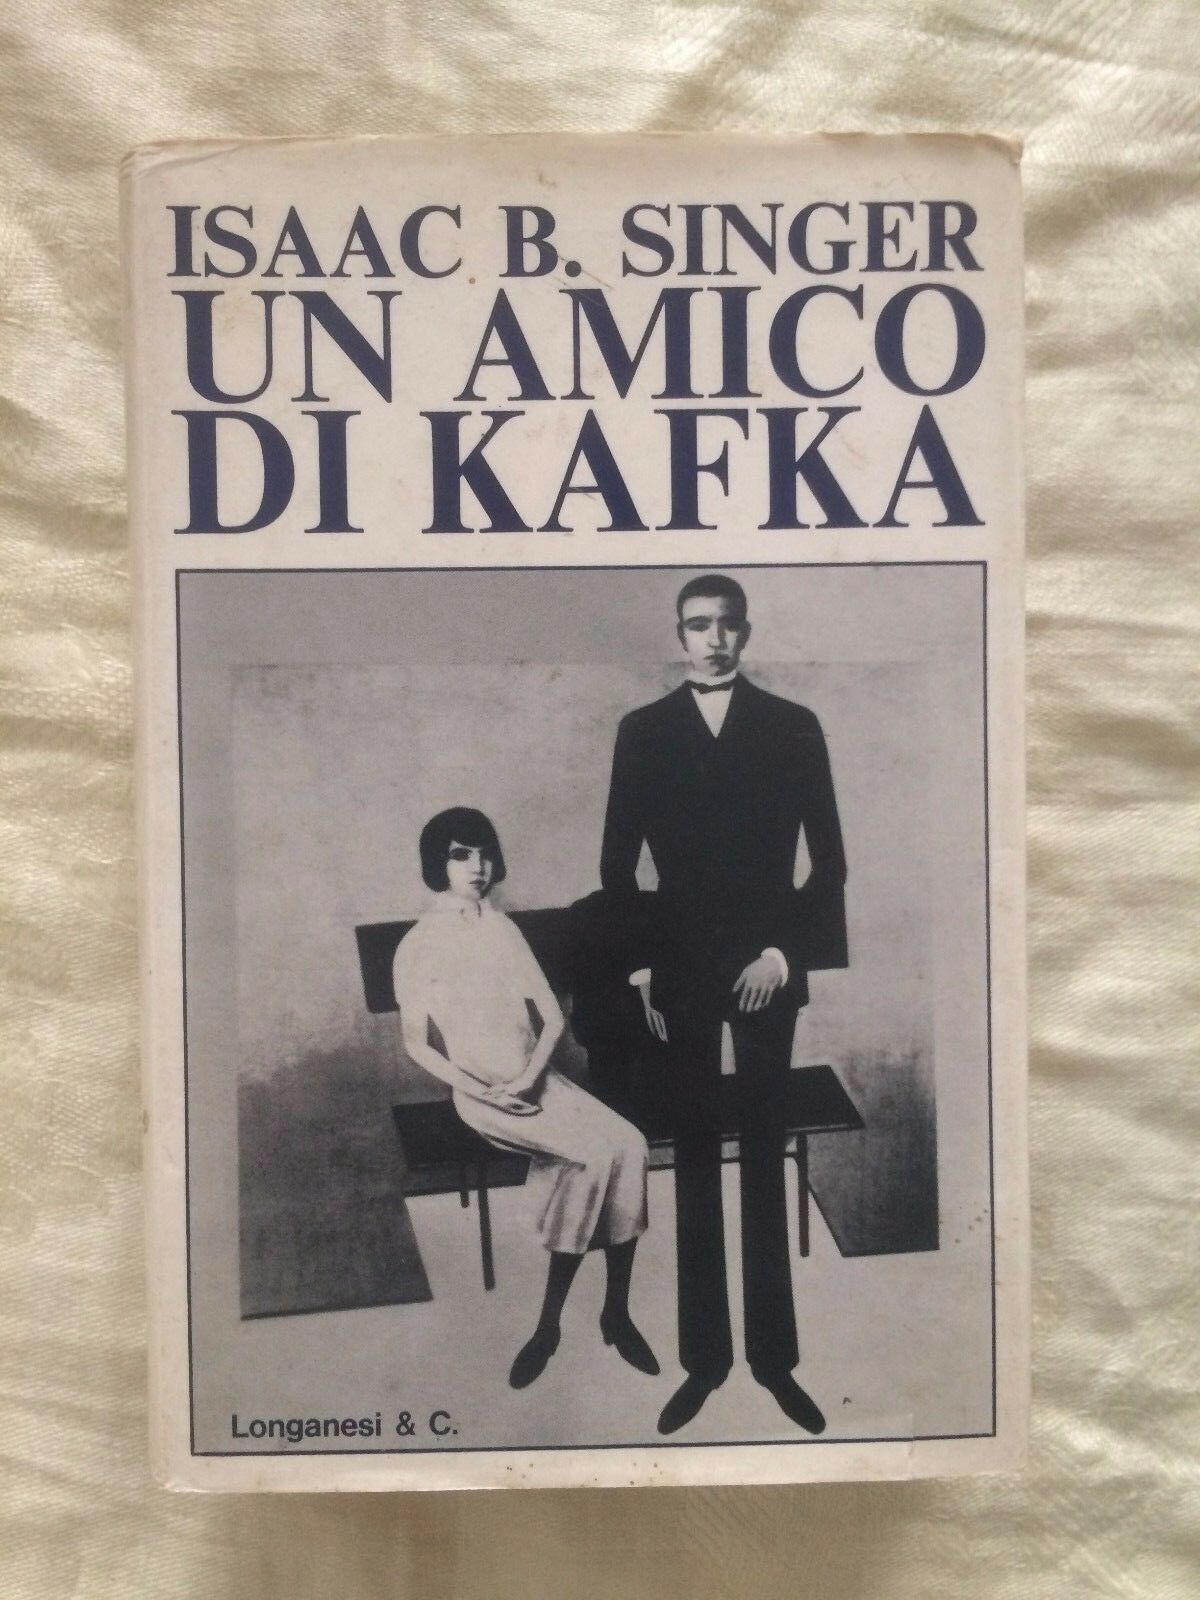 ISAAC B. SINGER
UN AMICO
DI KAFKA
Longanesi & C.